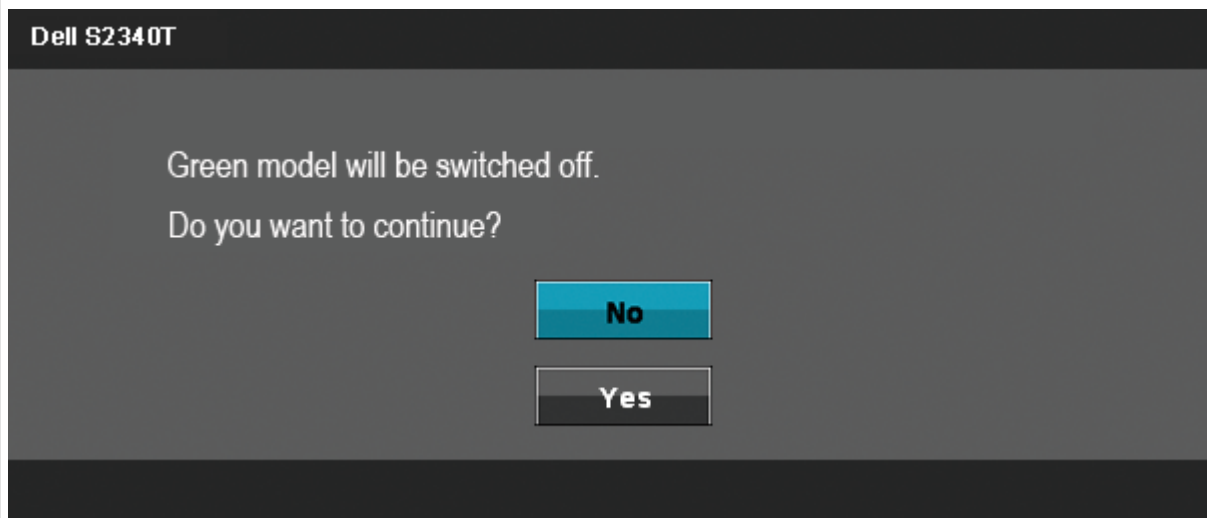 Dell S2340T
Green model will be switched off.
Do you want to continue?
No
Yes